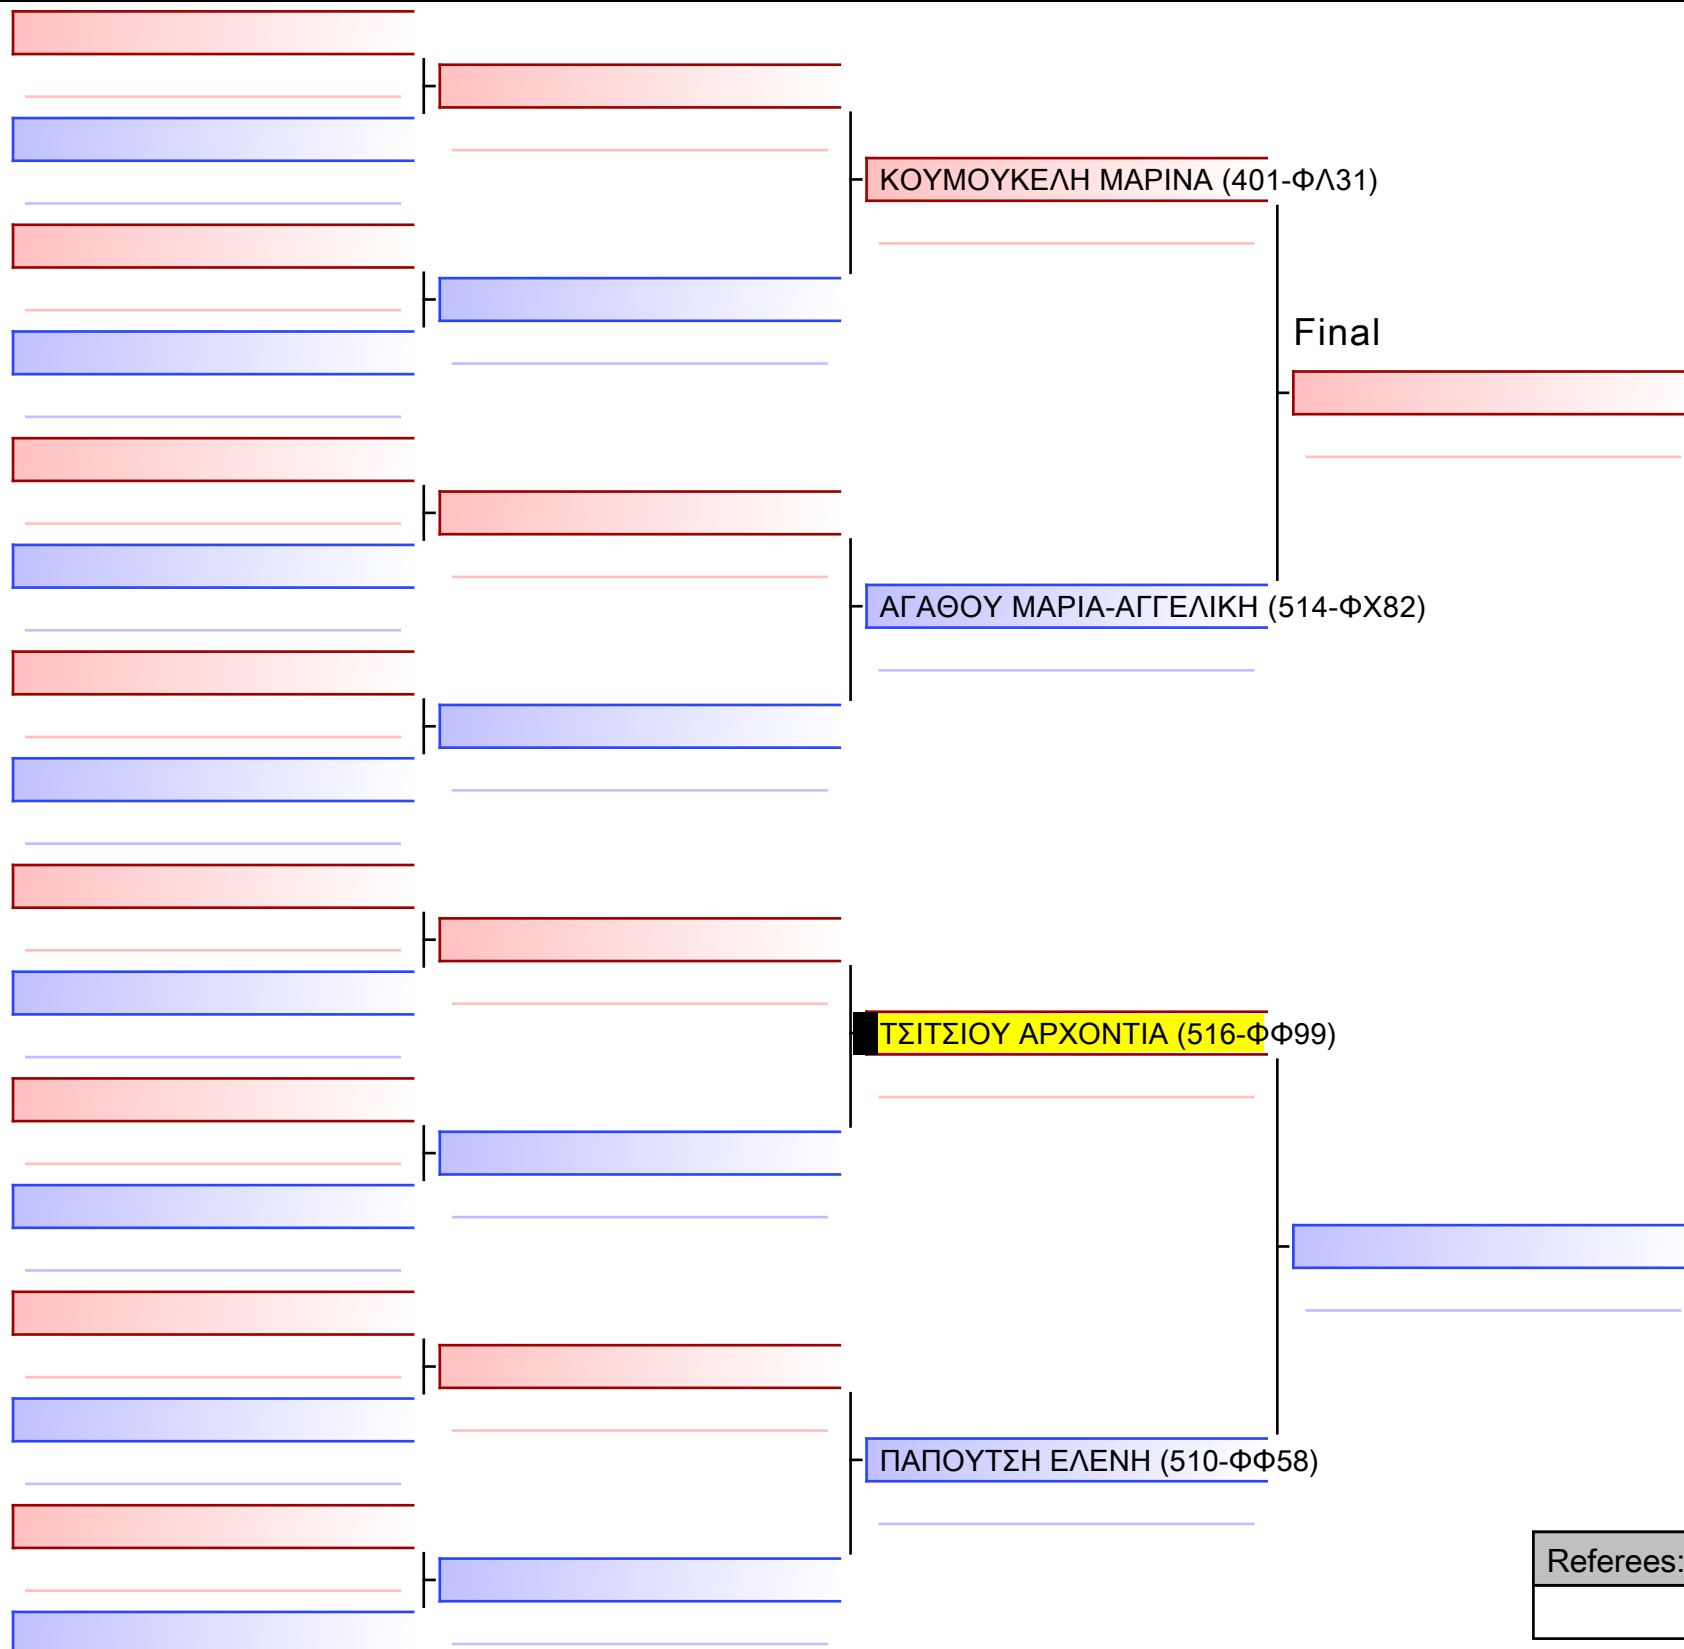 ΚΟΥΜΟΥΚΕΛΗ ΜΑΡΙΝΑ (401-ΦΛ31)
Final
ΑΓΑΘΟΥ ΜΑΡΙΑ-ΑΓΓΕΛΙΚΗ (514-ΦΧ82)
ΤΣΙΤΣΙΟΥ ΑΡΧΟΝΤΙΑ (516-ΦΦ99)
ΠΑΠΟΥΤΣΗ ΕΛΕΝΗ (510-ΦΦ58)
Referees: